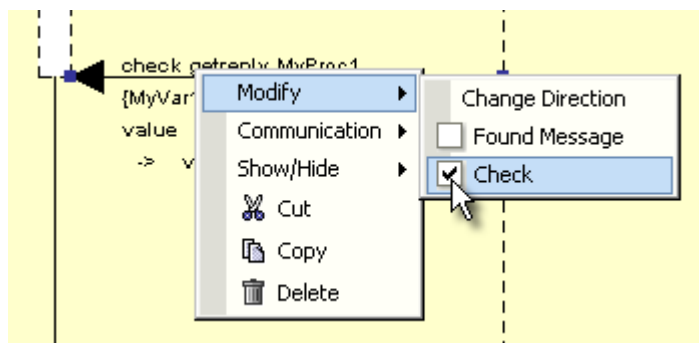 check getreply MyProc1
{MyVar
value
-> v
Modify
Communication
Show/Hide
Cut
Copy
Delete
Change Direction
Found Message
Check